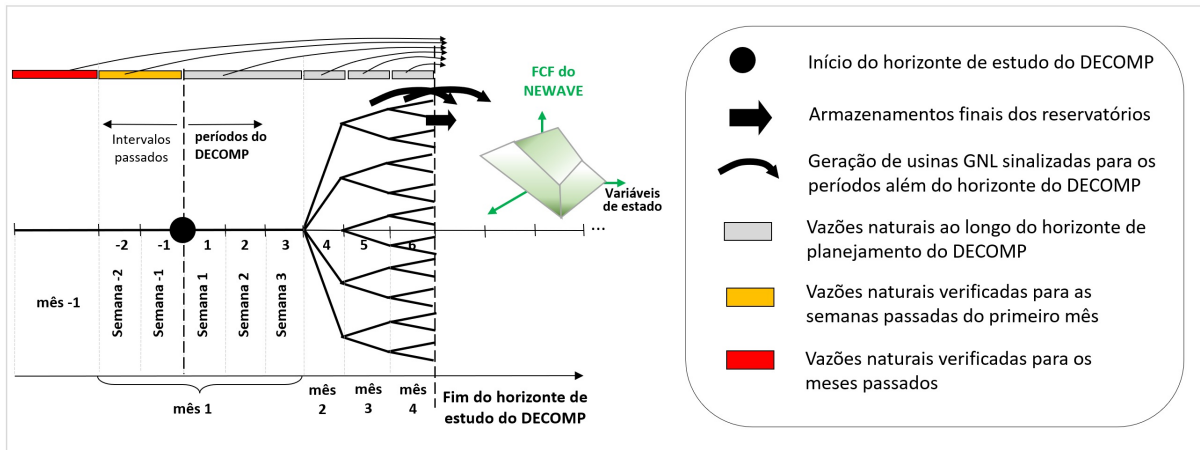 FCF do
NEWAVE
Variáveis
de estado
Intervalos
passados
períodos do
DECOMP
-2
-1
1
2
3
4
5
6
...
mês -1
Semana -2
Semana -1
Semana 1
Semana 2
Semana 3
mês 1
mês
2
mês
3
mês
4
Fim do horizonte de
estudo do DECOMP
Início do horizonte de estudo do DECOMP
Armazenamentos finais dos reservatórios
Geração de usinas GNL sinalizadas para os
períodos além do horizonte do DECOMP
Vazões naturais ao longo do horizonte de
planejamento do DECOMP
Vazões naturais verificadas para as
semanas passadas do primeiro mês
Vazões naturais verificadas para os
meses passados